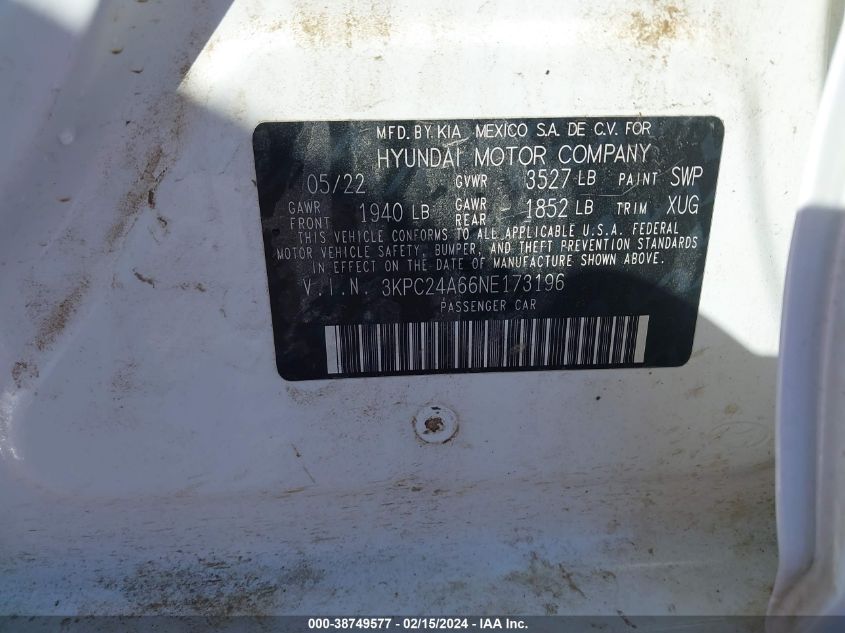 MFD. BY KIA MEXICO S.A. DE C.V. FOR
HYUNDAI MOTOR COMPANY
05/22 GVWR 3527 LB PAINT SWP
GAWR FRONT 1940 LB GAWR REAR 1852 LB TRIM XUG
THIS VEHICLE CONFORMS TO ALL APPLICABLE U.S.A. FEDERAL
MOTOR VEHICLE SAFETY, BUMPER, AND THEFT PREVENTION STANDARDS
IN EFFECT ON THE DATE OF MANUFACTURE SHOWN ABOVE.
V.I.N. 3KPC24A66NE173196
PASSENGER CAR
000-38749577 - 02/15/2024 - IAA Inc.